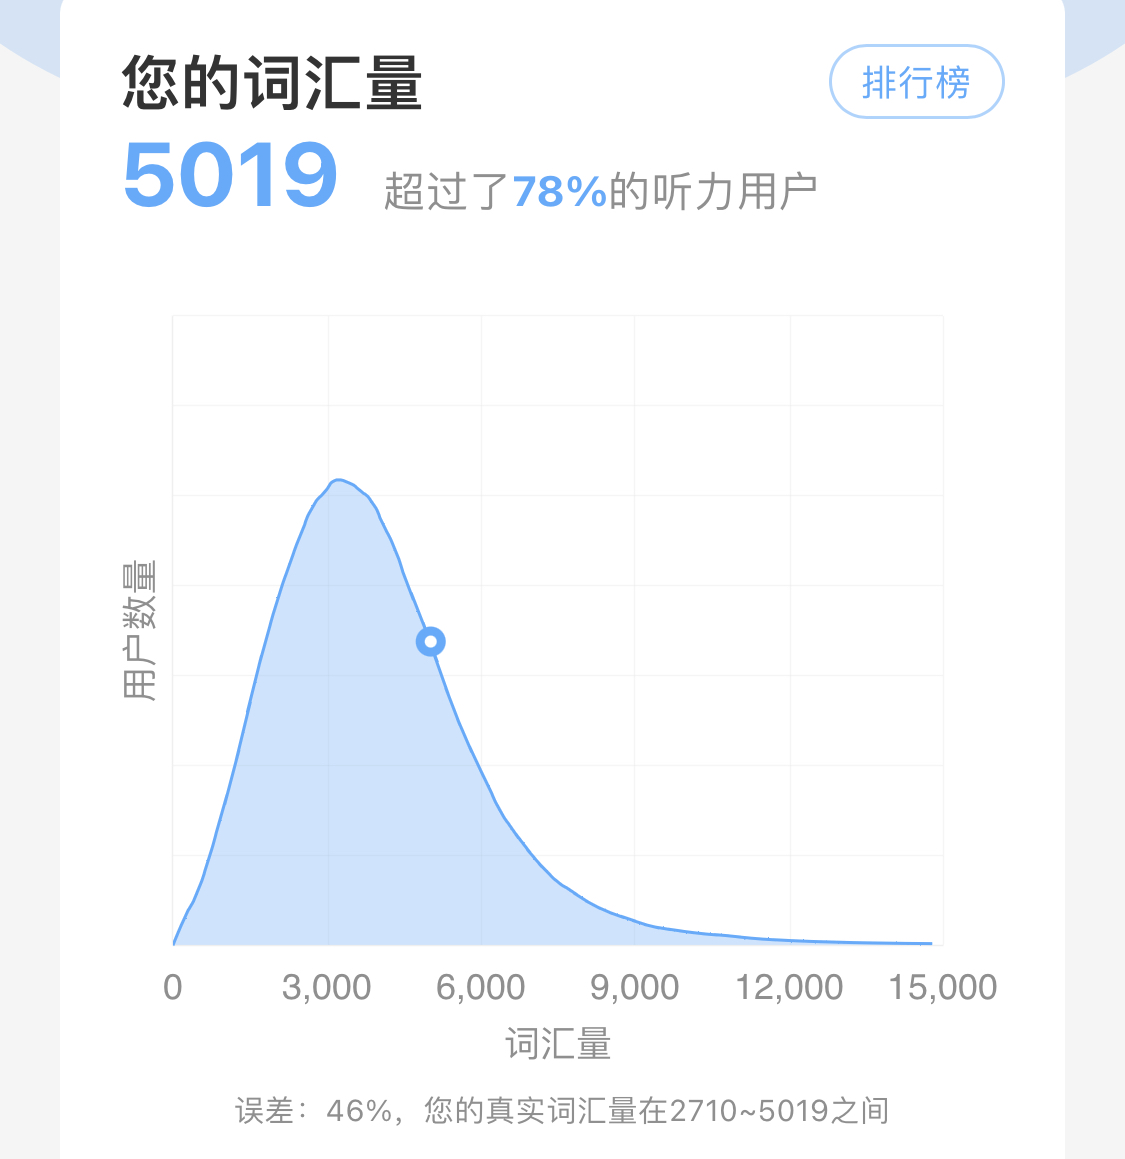 您的词汇量
排行榜
5019 超过了78%的听力用户
用户数量
0 3,000 6,000 9,000 12,000 15,000
词汇量
误差：46%，您的真实词汇量在2710~5019之间